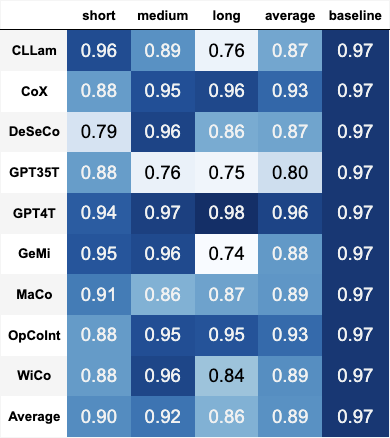 short medium long average baseline
CLLam 0.96 0.89 0.76 0.87 0.97
CoX 0.88 0.95 0.96 0.93 0.97
DeSeCo 0.79 0.96 0.86 0.87 0.97
GPT35T 0.88 0.76 0.75 0.80 0.97
GPT4T 0.94 0.97 0.98 0.96 0.97
GeMi 0.95 0.96 0.74 0.88 0.97
MaCo 0.91 0.86 0.87 0.89 0.97
OpCoInt 0.88 0.95 0.95 0.93 0.97
WiCo 0.88 0.96 0.84 0.89 0.97
Average 0.90 0.92 0.86 0.89 0.97